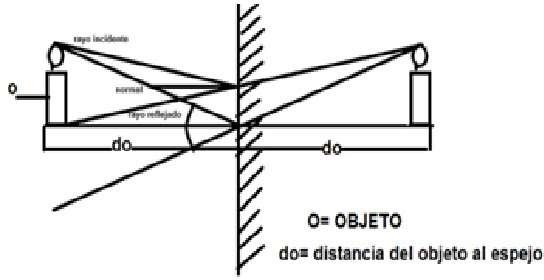 rayo incidente
normal
o
rayo reflejado
do
do
O= OBJETO
do= distancia del objeto al espejo